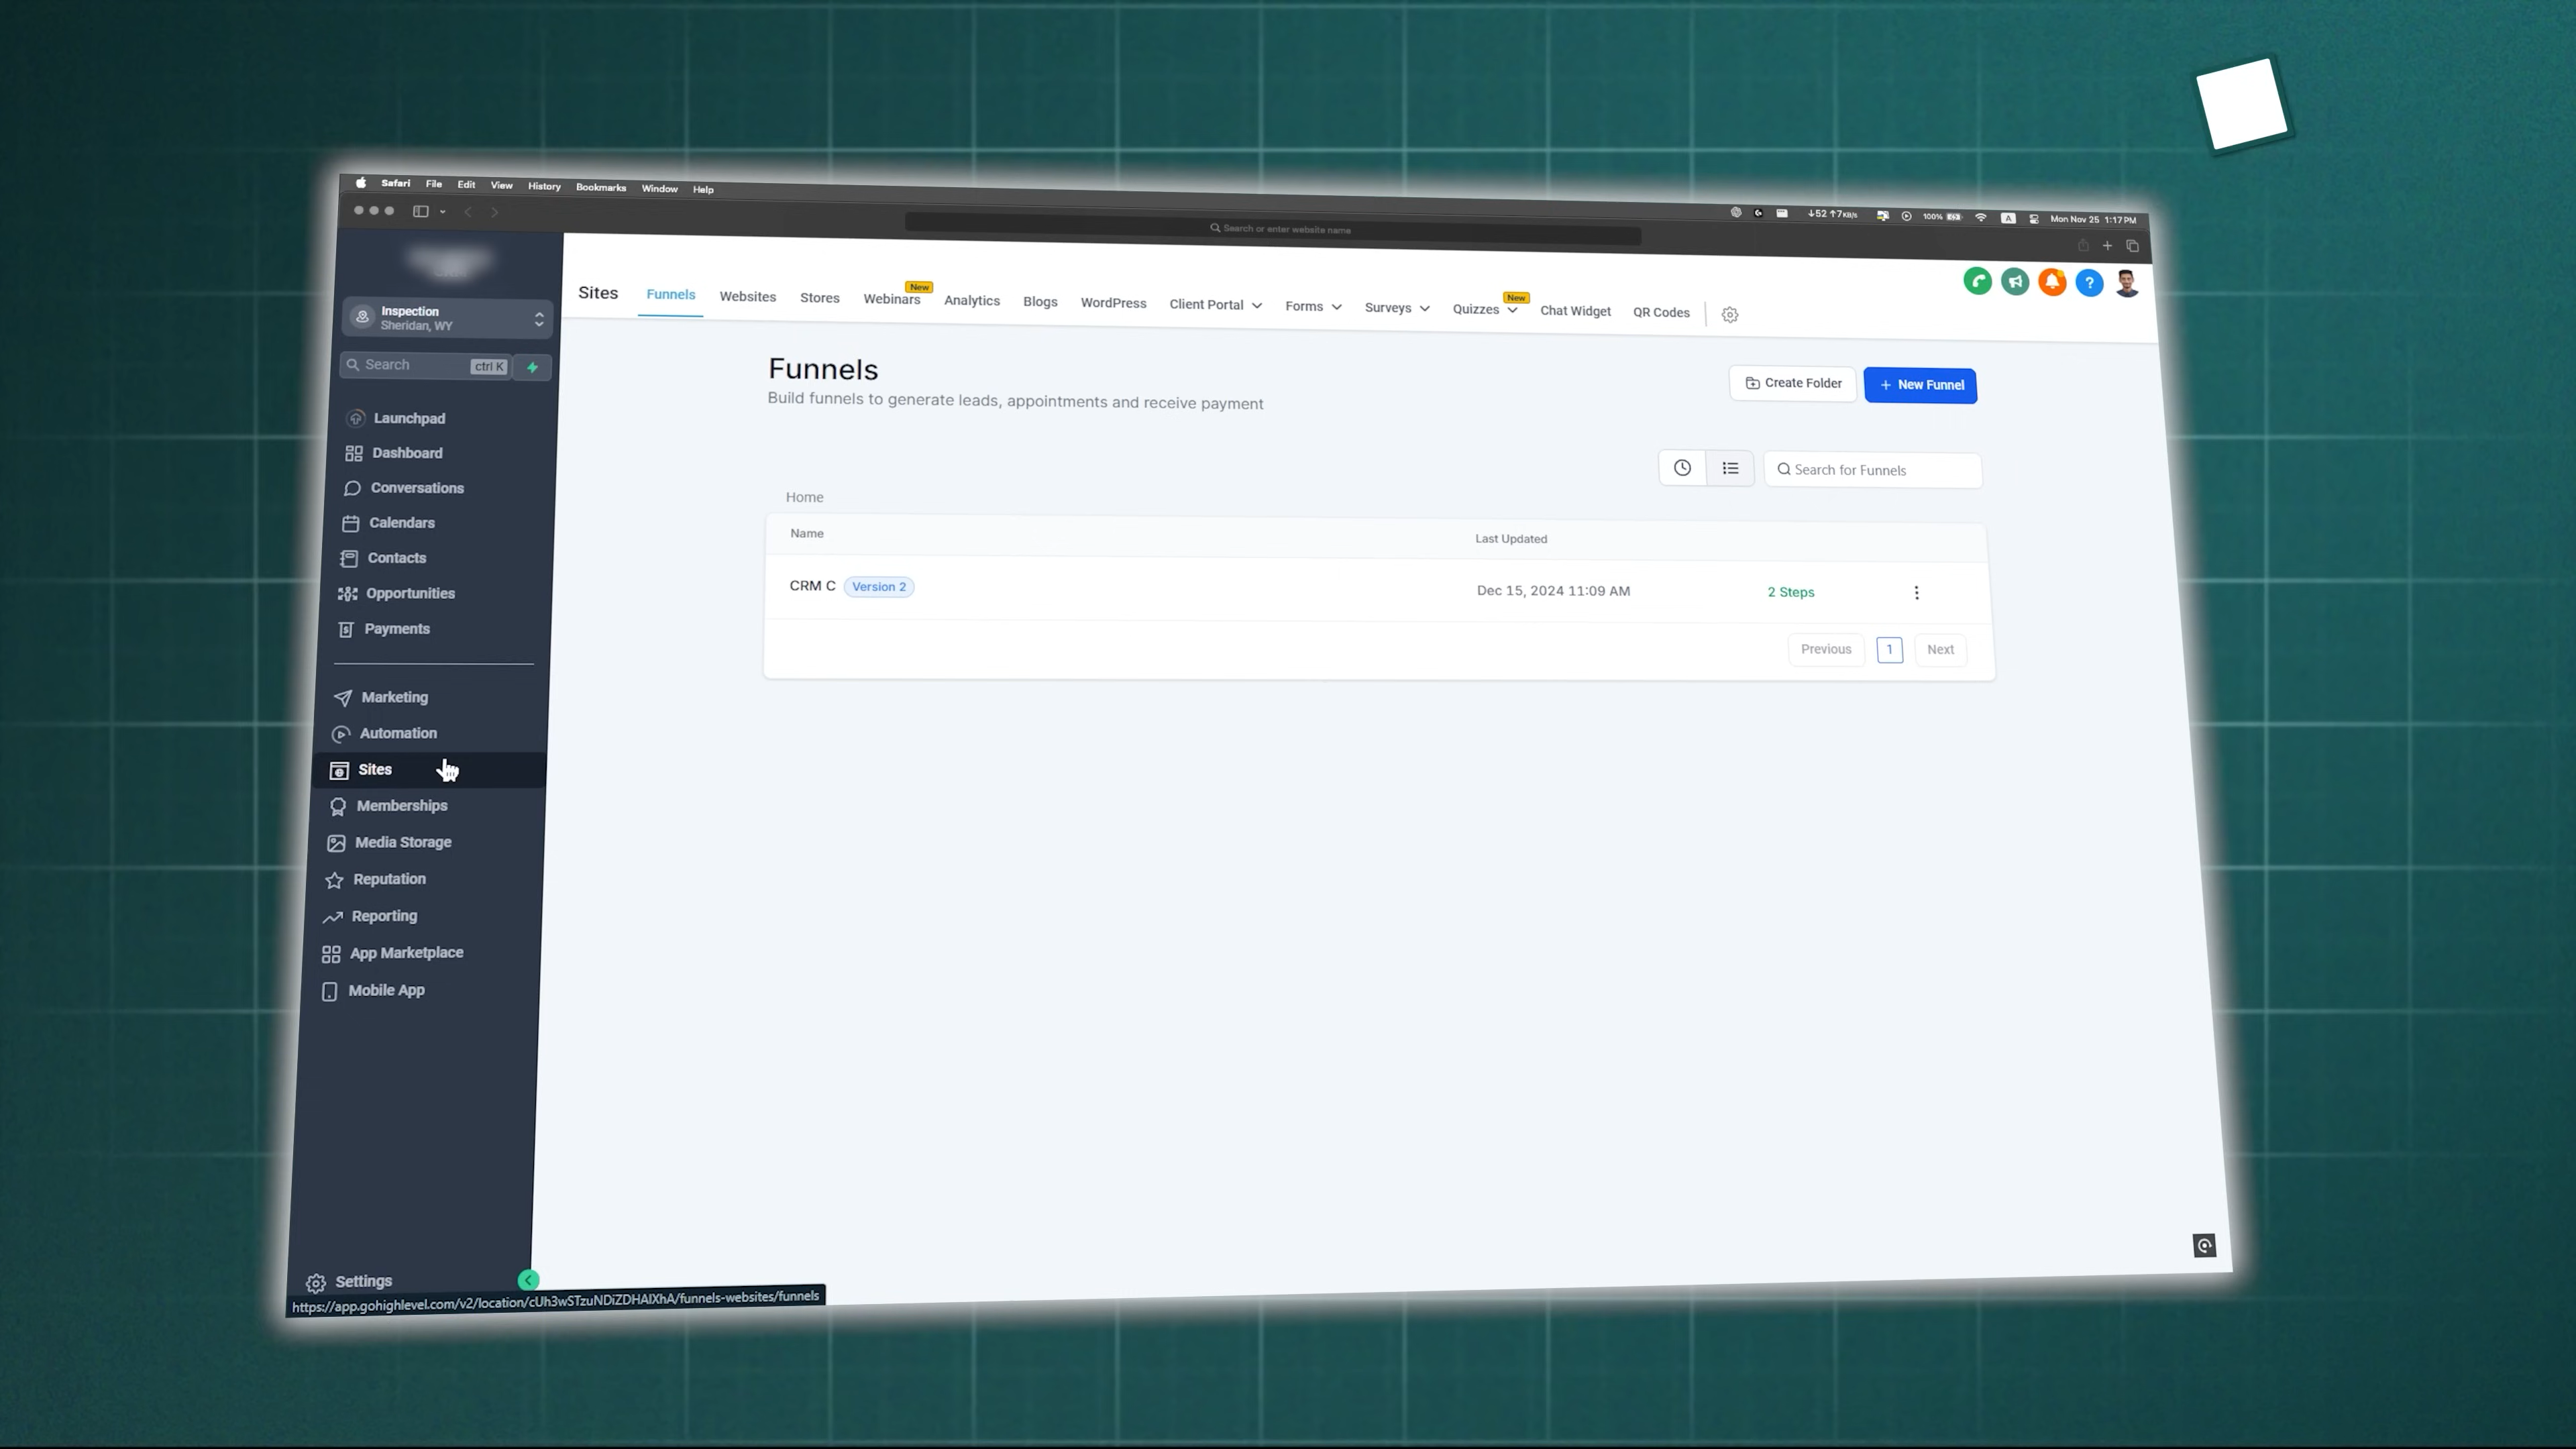 Safari File Edit View History Bookmarks Window Help
↓52 ↑7KB/s 100% A Mon Nov 25 1:17PM
Search or enter website name
Inspection
Sheridan, WY
Search ctrl K
Launchpad
Dashboard
Conversations
Calendars
Contacts
Opportunities
Payments
Marketing
Automation
Sites
Memberships
Media Storage
Reputation
Reporting
App Marketplace
Mobile App
Settings
https://app.gohighlevel.com/v2/location/cUh3wSTzuNDiZDHAIXhA/funnels-websites/funnels
New New
Sites Funnels Websites Stores Webinars Analytics Blogs WordPress Client Portal Forms Surveys Quizzes Chat Widget QR Codes
?
Funnels
Build funnels to generate leads, appointments and receive payment
Create Folder + New Funnel
Search for Funnels
Home
Name Last Updated
CRM C Version 2 Dec 15, 2024 11:09 AM 2 Steps
Previous 1 Next